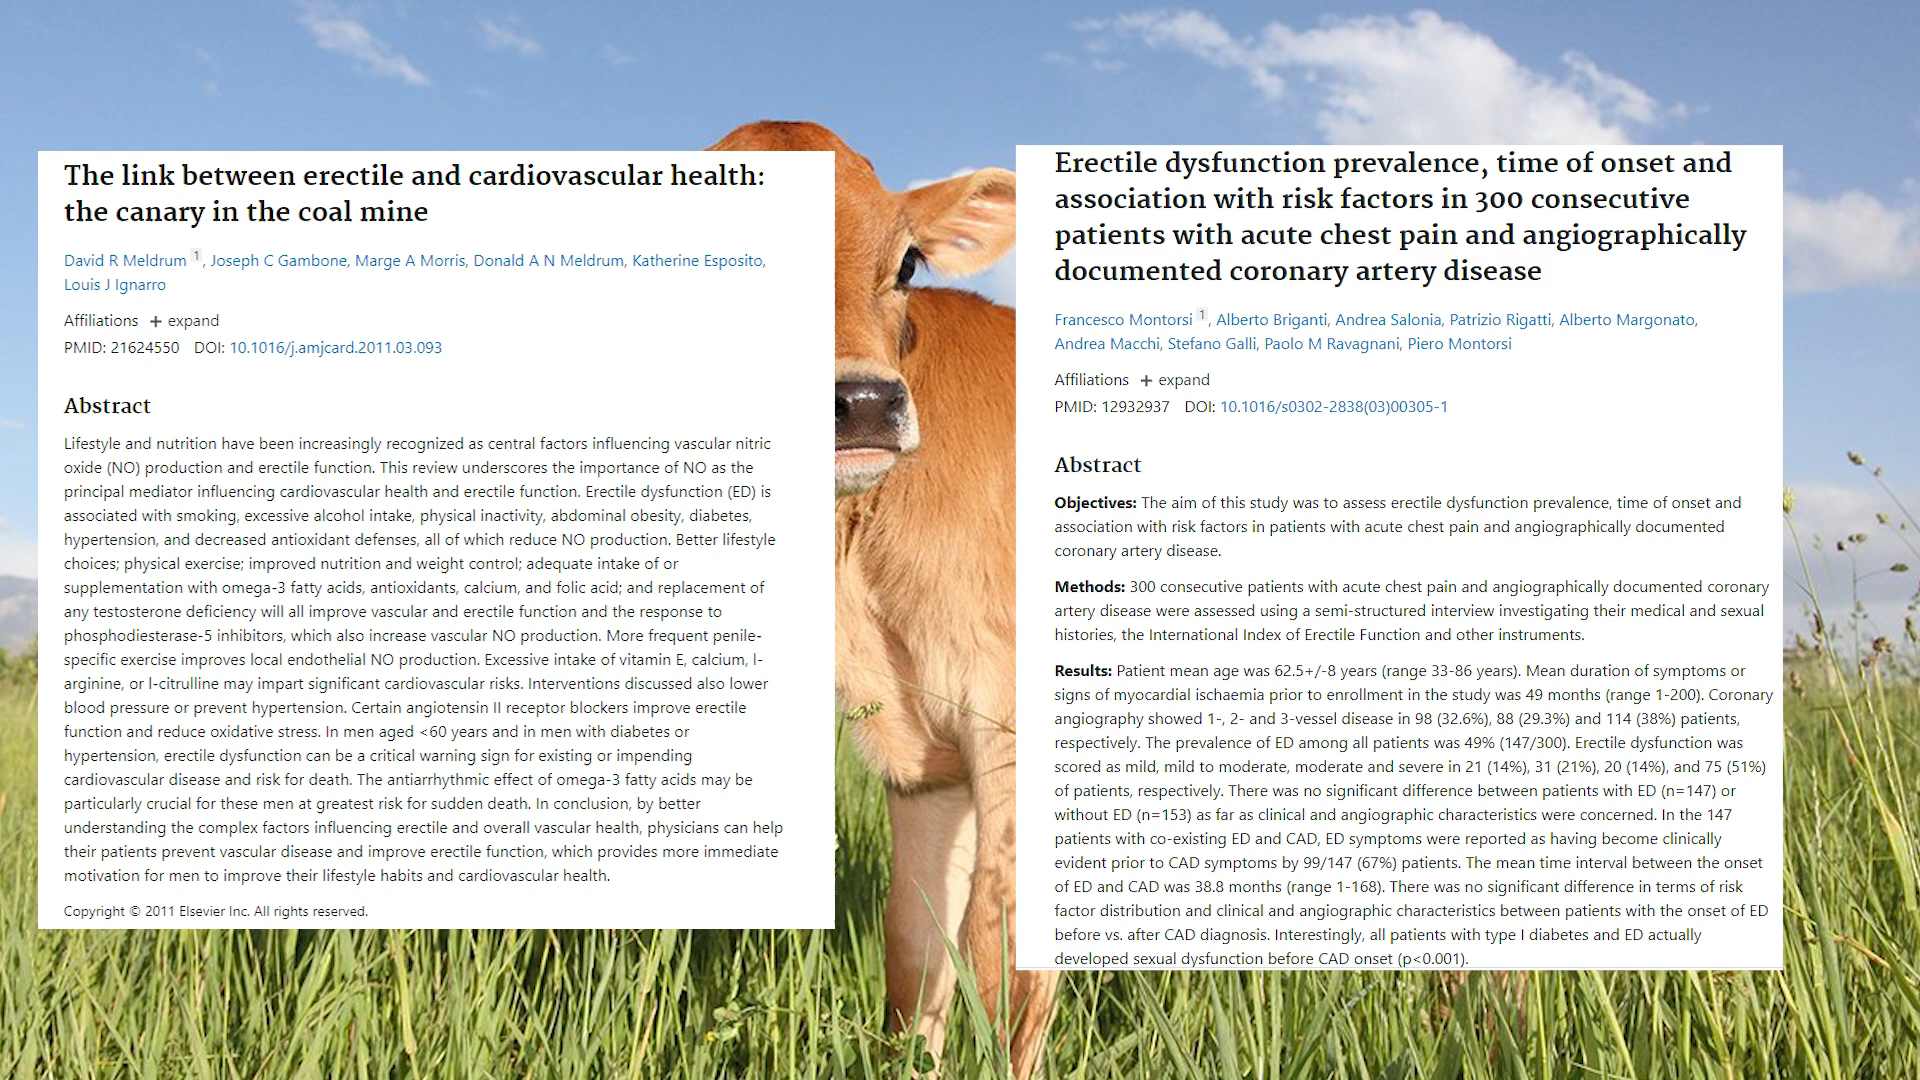 The link between erectile and cardiovascular health:
the canary in the coal mine
David R Meldrum 1, Joseph C Gambone, Marge A Morris, Donald A N Meldrum, Katherine Esposito,
Louis J Ignarro
Affiliations + expand
PMID: 21624550 DOI: 10.1016/j.amjcard.2011.03.093
Abstract
Lifestyle and nutrition have been increasingly recognized as central factors influencing vascular nitric
oxide (NO) production and erectile function. This review underscores the importance of NO as the
principal mediator influencing cardiovascular health and erectile function. Erectile dysfunction (ED) is
associated with smoking, excessive alcohol intake, physical inactivity, abdominal obesity, diabetes,
hypertension, and decreased antioxidant defenses, all of which reduce NO production. Better lifestyle
choices; physical exercise; improved nutrition and weight control; adequate intake of or
supplementation with omega-3 fatty acids, antioxidants, calcium, and folic acid; and replacement of
any testosterone deficiency will all improve vascular and erectile function and the response to
phosphodiesterase-5 inhibitors, which also increase vascular NO production. More frequent penile-
specific exercise improves local endothelial NO production. Excessive intake of vitamin E, calcium, l-
arginine, or l-citrulline may impart significant cardiovascular risks. Interventions discussed also lower
blood pressure or prevent hypertension. Certain angiotensin II receptor blockers improve erectile
function and reduce oxidative stress. In men aged <60 years and in men with diabetes or
hypertension, erectile dysfunction can be a critical warning sign for existing or impending
cardiovascular disease and risk for death. The antiarrhythmic effect of omega-3 fatty acids may be
particularly crucial for these men at greatest risk for sudden death. In conclusion, by better
understanding the complex factors influencing erectile and overall vascular health, physicians can help
their patients prevent vascular disease and improve erectile function, which provides more immediate
motivation for men to improve their lifestyle habits and cardiovascular health.
Copyright © 2011 Elsevier Inc. All rights reserved.
Erectile dysfunction prevalence, time of onset and
association with risk factors in 300 consecutive
patients with acute chest pain and angiographically
documented coronary artery disease
Francesco Montorsi 1, Alberto Briganti, Andrea Salonia, Patrizio Rigatti, Alberto Margonato,
Andrea Macchi, Stefano Galli, Paolo M Ravagnani, Piero Montorsi
Affiliations + expand
PMID: 12932937 DOI: 10.1016/s0302-2838(03)00305-1
Abstract
Objectives: The aim of this study was to assess erectile dysfunction prevalence, time of onset and
association with risk factors in patients with acute chest pain and angiographically documented
coronary artery disease.
Methods: 300 consecutive patients with acute chest pain and angiographically documented coronary
artery disease were assessed using a semi-structured interview investigating their medical and sexual
histories, the International Index of Erectile Function and other instruments.
Results: Patient mean age was 62.5+/-8 years (range 33-86 years). Mean duration of symptoms or
signs of myocardial ischaemia prior to enrollment in the study was 49 months (range 1-200). Coronary
angiography showed 1-, 2- and 3-vessel disease in 98 (32.6%), 88 (29.3%) and 114 (38%) patients,
respectively. The prevalence of ED among all patients was 49% (147/300). Erectile dysfunction was
scored as mild, mild to moderate, moderate and severe in 21 (14%), 31 (21%), 20 (14%), and 75 (51%)
of patients, respectively. There was no significant difference between patients with ED (n=147) or
without ED (n=153) as far as clinical and angiographic characteristics were concerned. In the 147
patients with co-existing ED and CAD, ED symptoms were reported as having become clinically
evident prior to CAD symptoms by 99/147 (67%) patients. The mean time interval between the onset
of ED and CAD was 38.8 months (range 1-168). There was no significant difference in terms of risk
factor distribution and clinical and angiographic characteristics between patients with the onset of ED
before vs. after CAD diagnosis. Interestingly, all patients with type I diabetes and ED actually
developed sexual dysfunction before CAD onset (p<0.001).